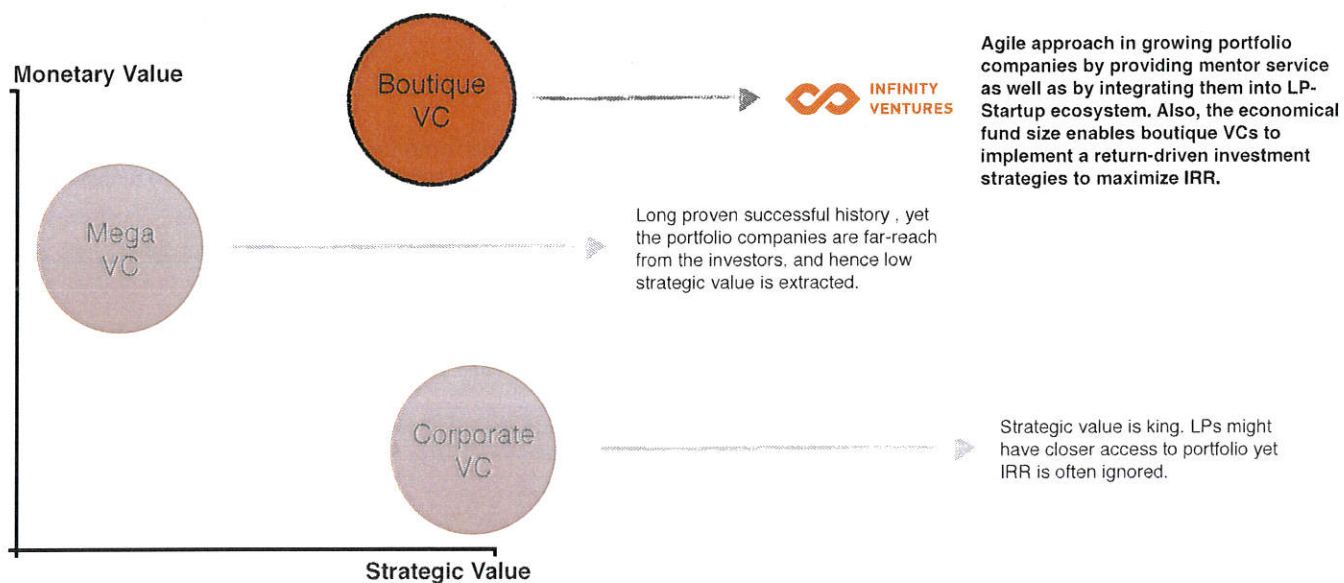 Monetary Value
Boutique
VC
INFINITY
VENTURES
Agile approach in growing portfolio
companies by providing mentor service
as well as by integrating them into LP-
Startup ecosystem. Also, the economical
fund size enables boutique VCs to
implement a return-driven investment
strategies to maximize IRR.
Mega
VC
Long proven successful history , yet
the portfolio companies are far-reach
from the investors, and hence low
strategic value is extracted.
Corporate
VC
Strategic value is king. LPs might
have closer access to portfolio yet
IRR is often ignored.
Strategic Value